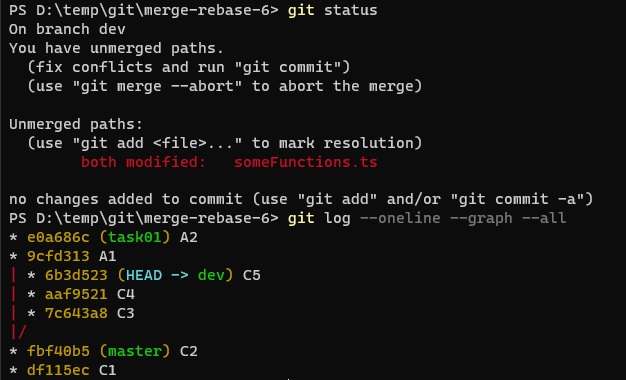 PS D:\temp\git\merge-rebase-6> git status
On branch dev
You have unmerged paths.
  (fix conflicts and run "git commit")
  (use "git merge --abort" to abort the merge)

Unmerged paths:
  (use "git add <file>..." to mark resolution)
        both modified:   someFunctions.ts

no changes added to commit (use "git add" and/or "git commit -a")
PS D:\temp\git\merge-rebase-6> git log --oneline --graph --all
* e0a686c (task01) A2
* 9cfd313 A1
| * 6b3d523 (HEAD -> dev) C5
| * aaf9521 C4
| * 7c643a8 C3
|/
* fbf40b5 (master) C2
* df115ec C1